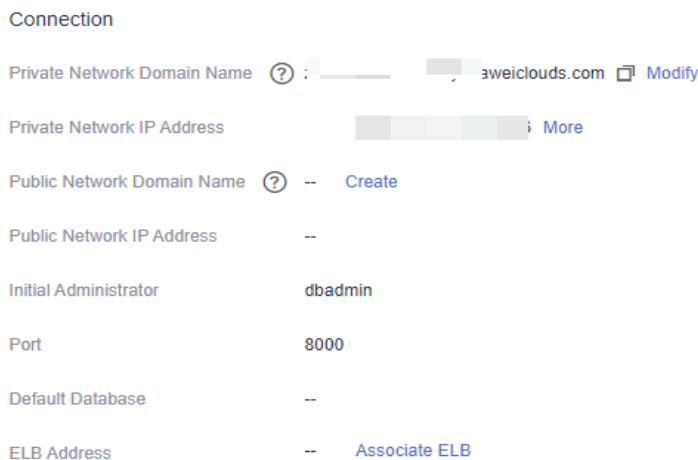 Connection
Private Network Domain Name ? aweiclouds.com Modify
Private Network IP Address More
Public Network Domain Name ? -- Create
Public Network IP Address --
Initial Administrator dbadmin
Port 8000
Default Database --
ELB Address -- Associate ELB